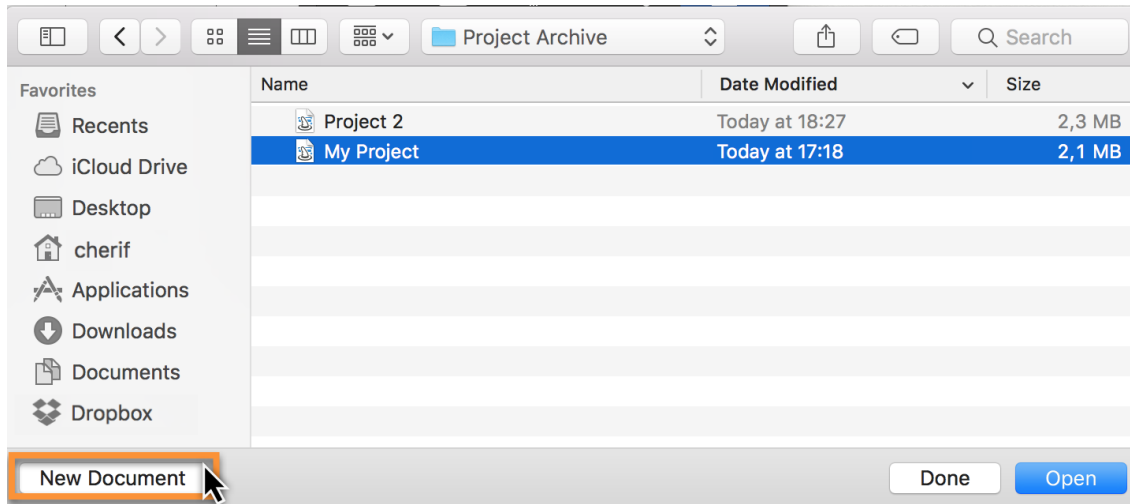 Project Archive
Search
Favorites
Recents
iCloud Drive
Desktop
cherif
Applications
Downloads
Documents
Dropbox
Name Date Modified Size
Project 2 Today at 18:27 2,3 MB
My Project Today at 17:18 2,1 MB
New Document Done Open